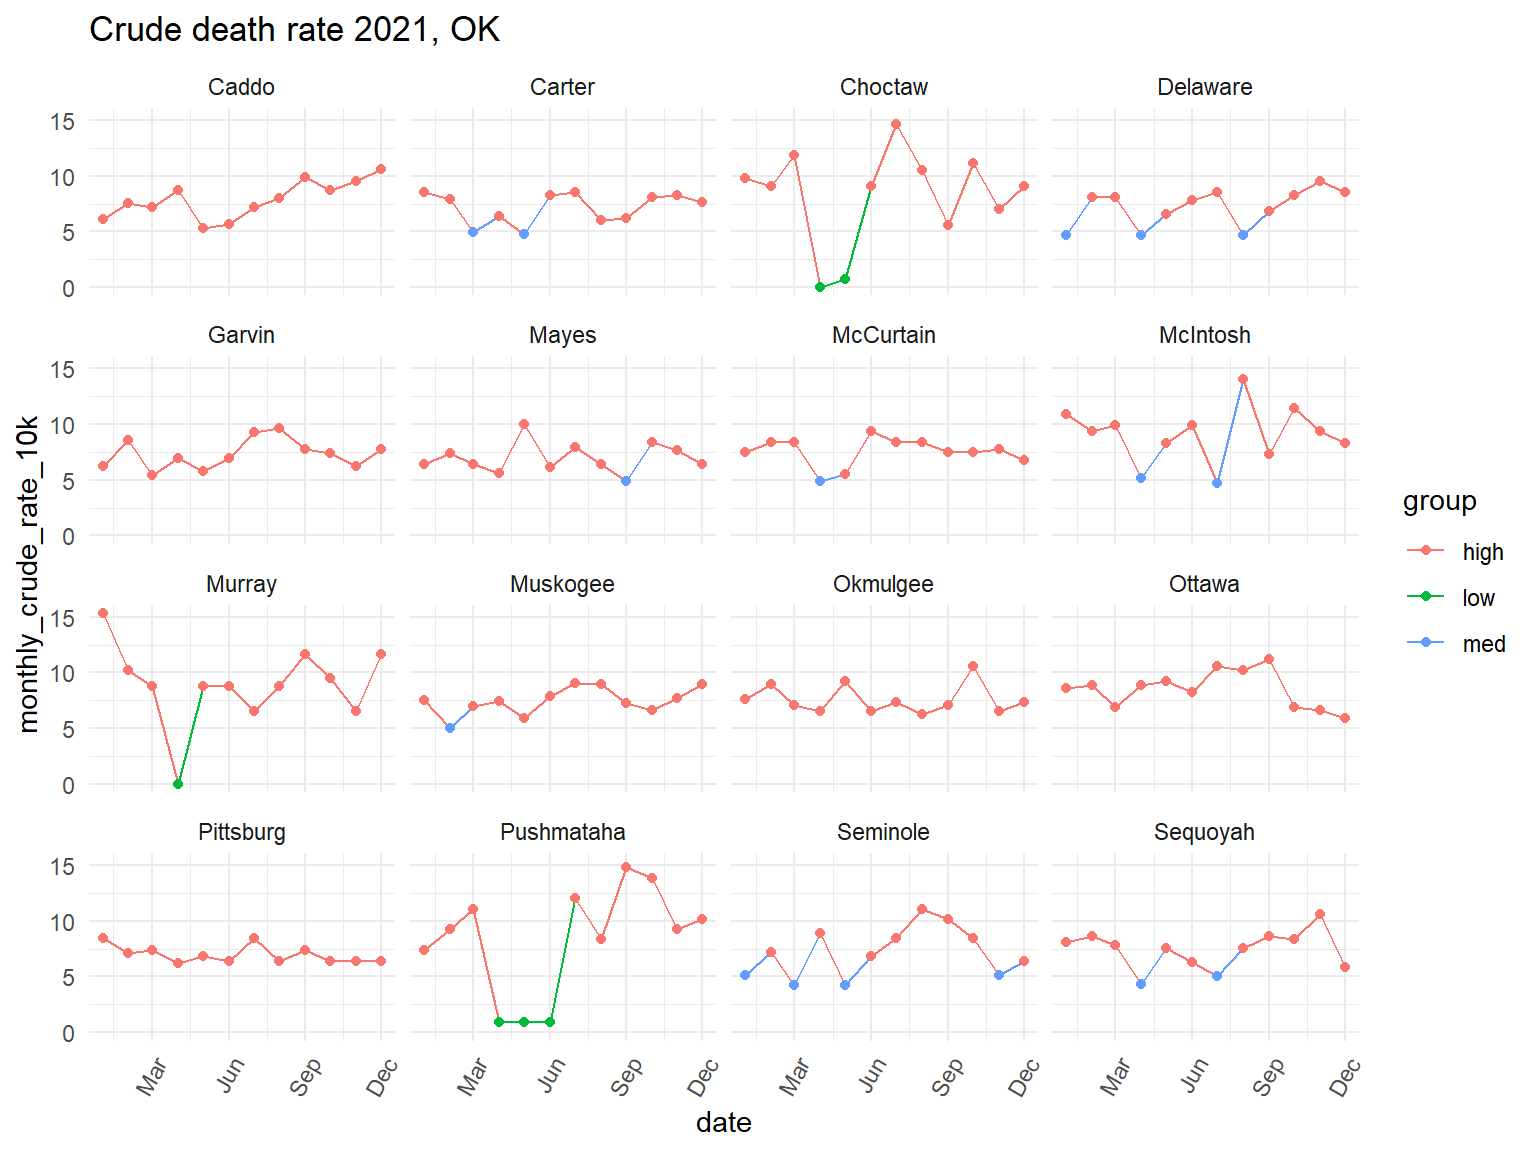 Crude death rate 2021, OK
Caddo Carter Choctaw Delaware
15
10
5
0
Garvin Mayes McCurtain McIntosh
15
10
5
0
Murray Muskogee Okmulgee Ottawa
15
10
5
0
Pittsburg Pushmataha Seminole Sequoyah
15
10
5
0
Mar Jun Sep Dec Mar Jun Sep Dec Mar Jun Sep Dec Mar Jun Sep Dec
date
monthly_crude_rate_10k
group
high
low
med